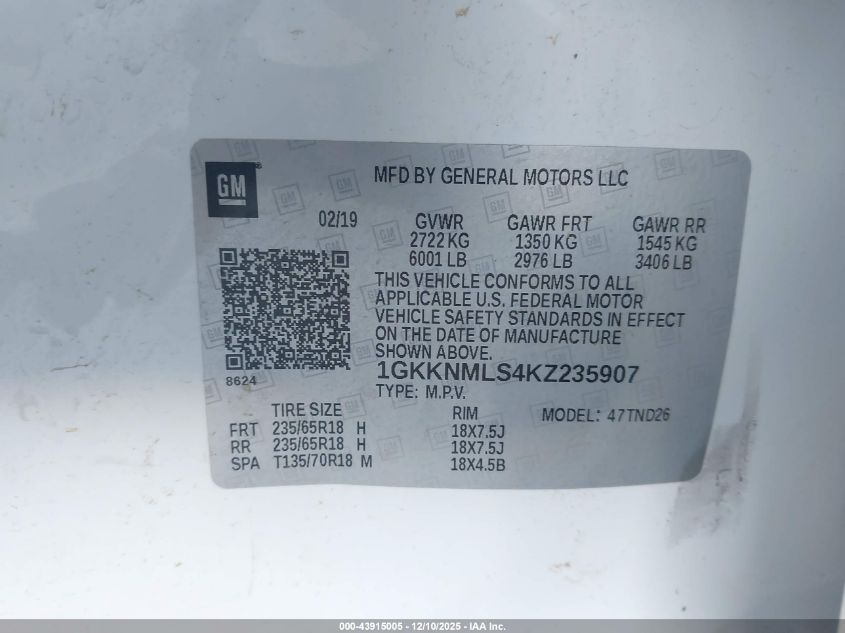 GM
MFD BY GENERAL MOTORS LLC
02/19 GVWR GAWR FRT GAWR RR
2722 KG 1350 KG 1545 KG
6001 LB 2976 LB 3406 LB
THIS VEHICLE CONFORMS TO ALL
APPLICABLE U.S. FEDERAL MOTOR
VEHICLE SAFETY STANDARDS IN EFFECT
ON THE DATE OF MANUFACTURE
SHOWN ABOVE.
8624
1GKKNMLS4KZ235907
TYPE: M.P.V.
TIRE SIZE RIM MODEL: 47TND26
FRT 235/65R18 H 18X7.5J
RR 235/65R18 H 18X7.5J
SPA T135/70R18 M 18X4.5B
000-43915005 - 12/10/2025 - IAA Inc.